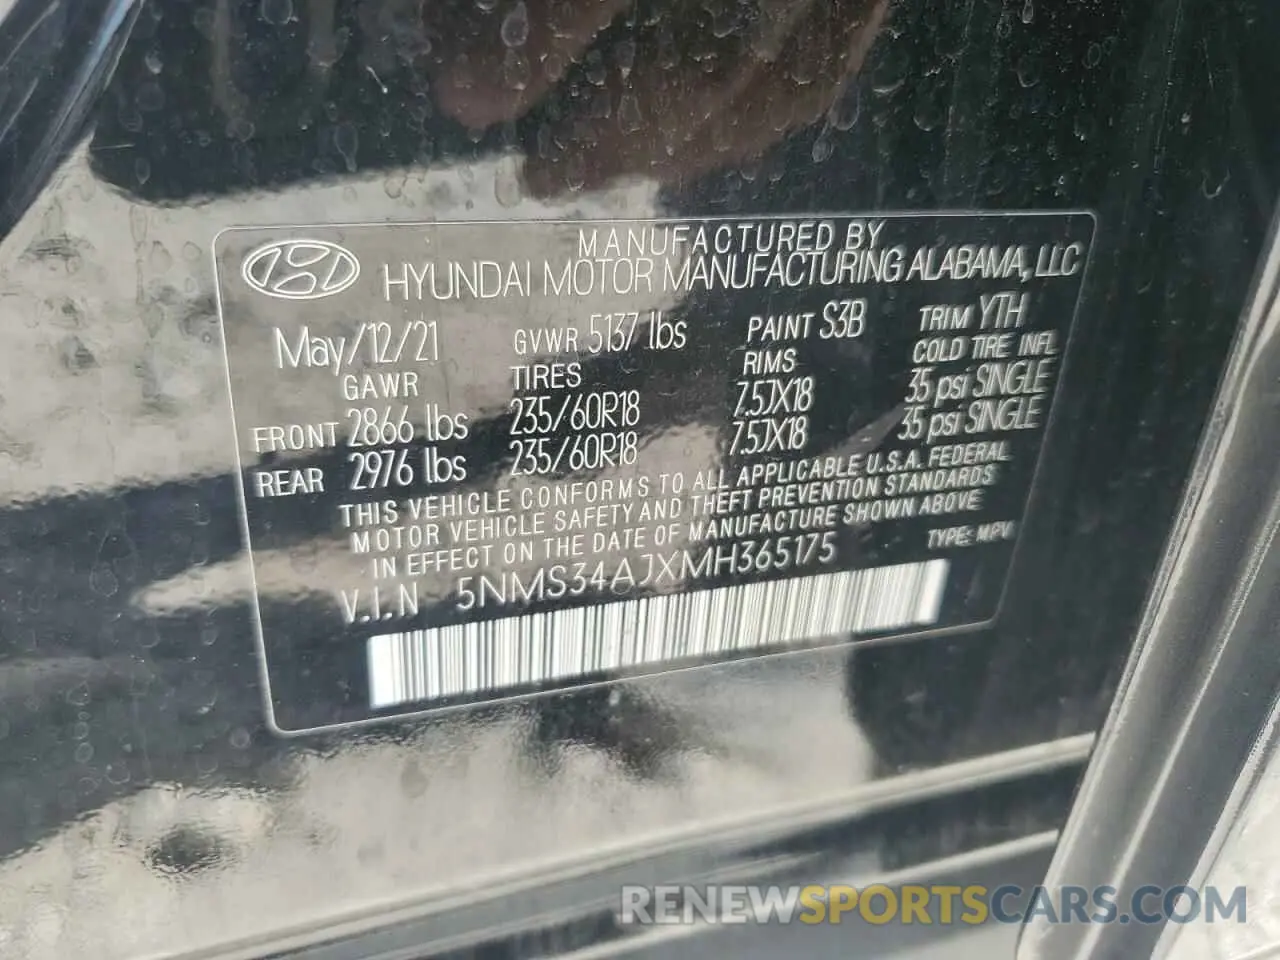 MANUFACTURED BY
HYUNDAI MOTOR MANUFACTURING ALABAMA, LLC
May/12/21 GVWR 5137 lbs PAINT S3B TRIM YTH
GAWR TIRES RIMS COLD TIRE INFL
FRONT 2866 lbs 235/60R18 7.5JX18 35 psi SINGLE
REAR 2976 lbs 235/60R18 7.5JX18 35 psi SINGLE
THIS VEHICLE CONFORMS TO ALL APPLICABLE U.S.A. FEDERAL
MOTOR VEHICLE SAFETY AND THEFT PREVENTION STANDARDS
IN EFFECT ON THE DATE OF MANUFACTURE SHOWN ABOVE
V.I.N 5NMS34AJXMH365175 TYPE: MPV
RENEWSPORTSCARS.COM